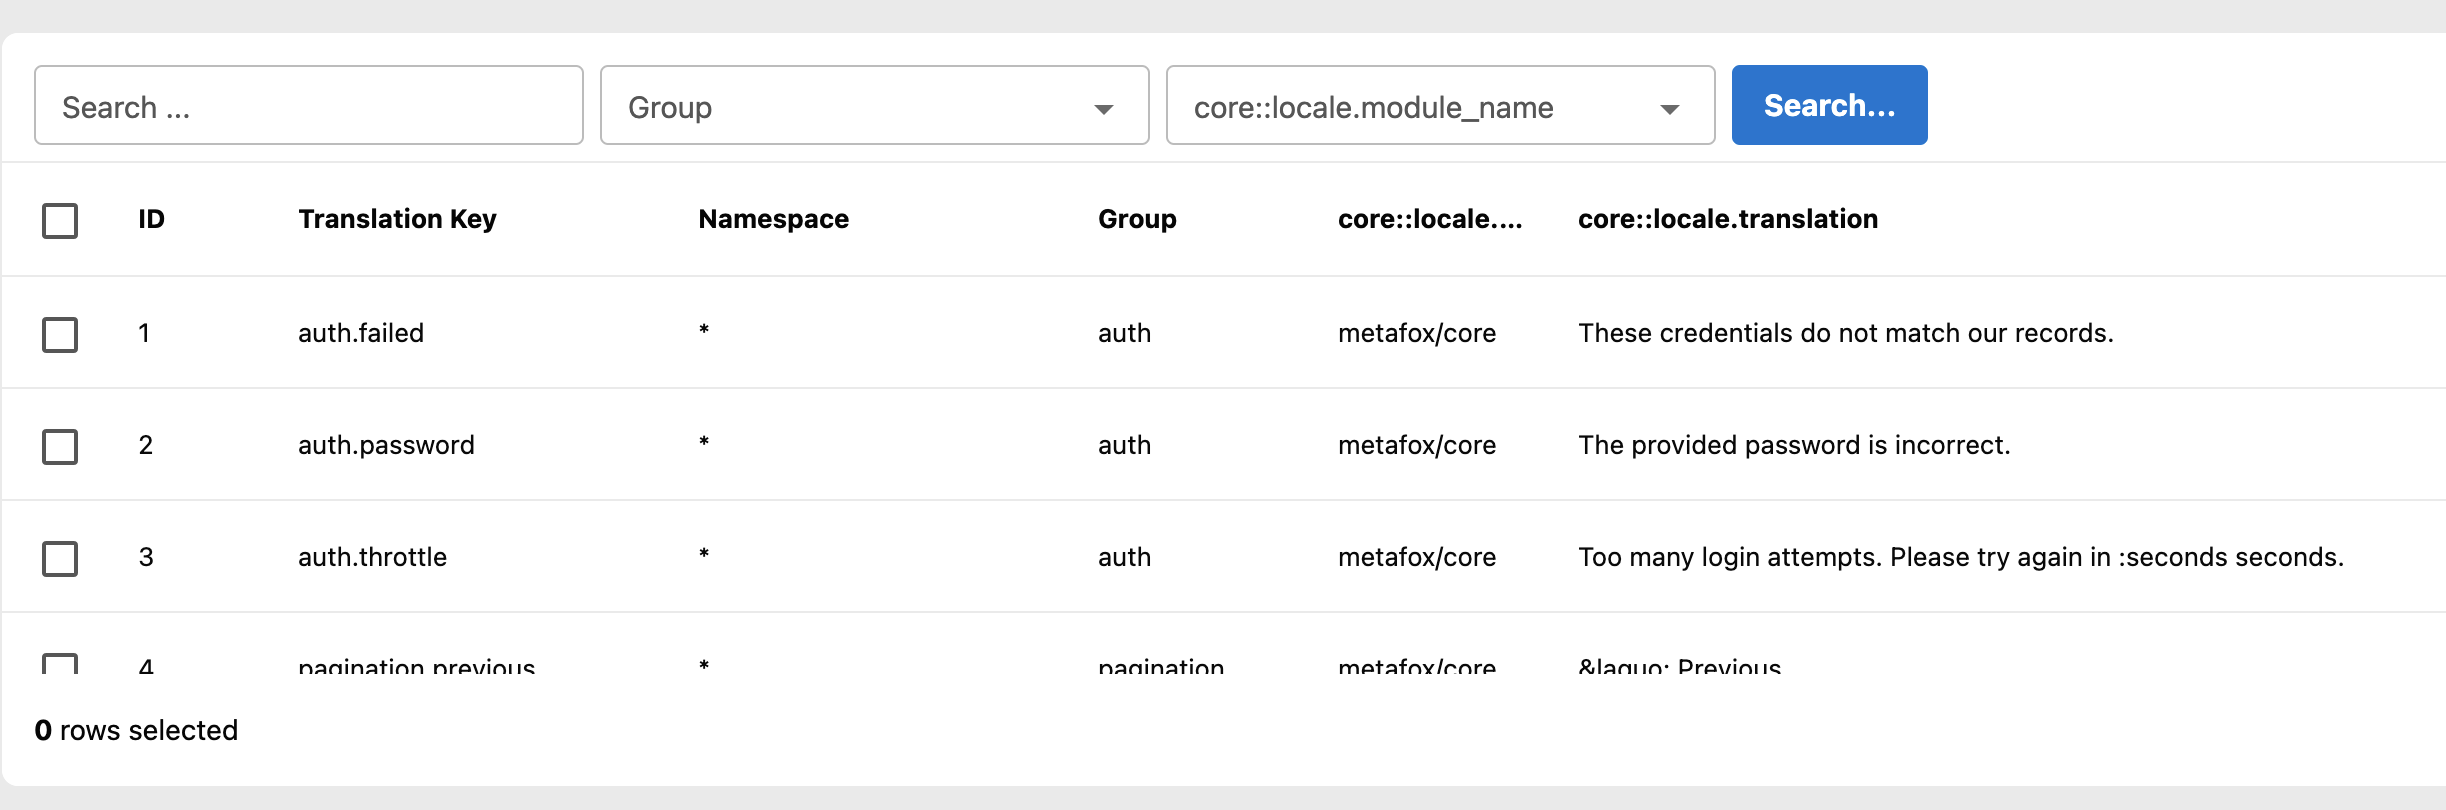 Search ... Group core::locale.module_name Search...
ID Translation Key Namespace Group core::locale.... core::locale.translation
1 auth.failed * auth metafox/core These credentials do not match our records.
2 auth.password * auth metafox/core The provided password is incorrect.
3 auth.throttle * auth metafox/core Too many login attempts. Please try again in :seconds seconds.
4 pagination.previous * pagination metafox/core &laquo; Previous
0 rows selected